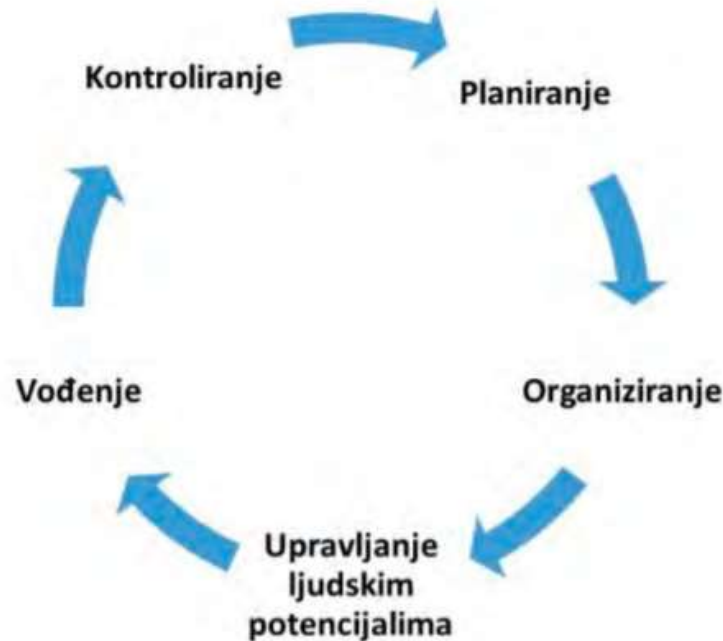 Kontroliranje
Planiranje
Vođenje
Organiziranje
Upravljanje
ljudskim
potencijalima